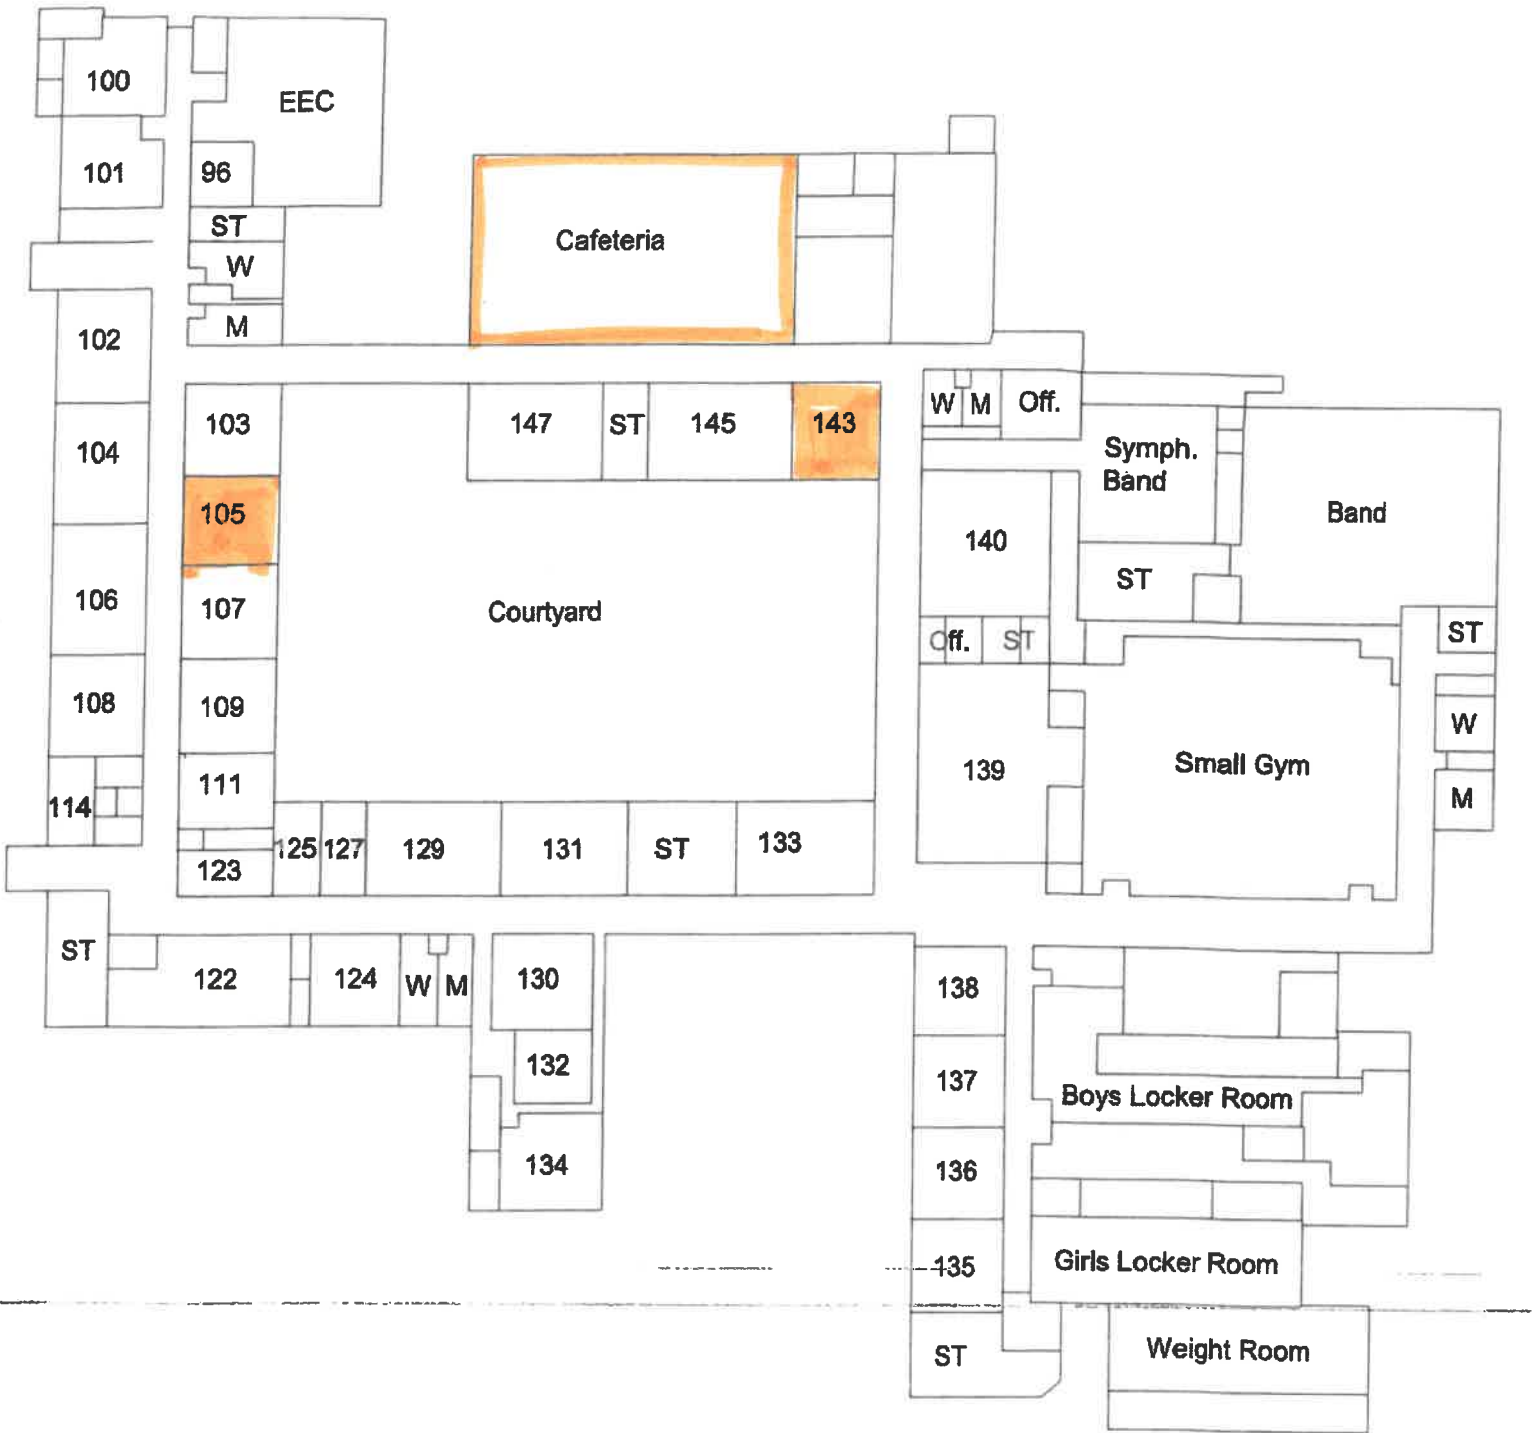 100
EEC
101
96
ST
W
M
Cafeteria
102
103
147
ST
145
143
W
M
Off.
104
Symph.
Band
105
Band
140
106
107
Courtyard
ST
Off.
ST
ST
108
109
W
111
139
Small Gym
114
M
125
127
129
131
ST
133
123
ST
122
124
W
M
130
138
132
137
Boys Locker Room
134
136
135
Girls Locker Room
ST
Weight Room